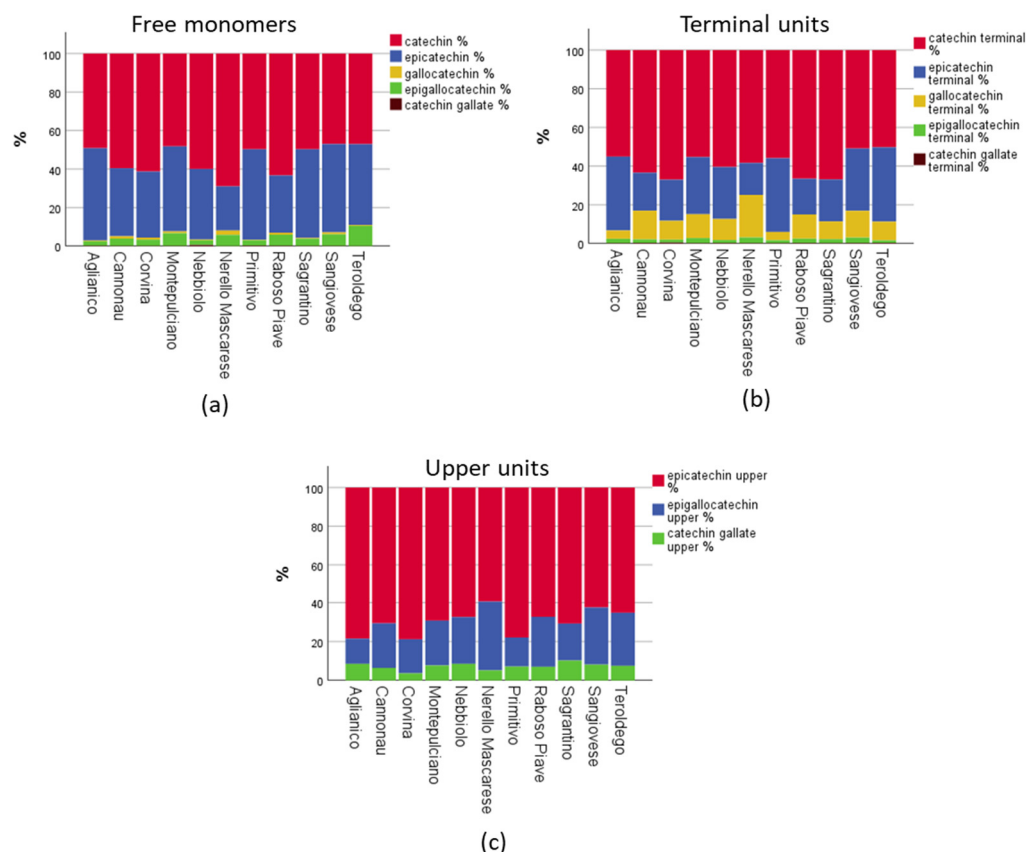 Free monomers
%
100
80
60
40
20
0
catechin %
epicatechin %
gallocatechin %
epigallocatechin %
catechin gallate %
Aglianico
Cannonau
Corvina
Montepulciano
Nebbiolo
Nerello Mascarese
Primitivo
Raboso Piave
Sagrantino
Sangiovese
Teroldego
(a)
Terminal units
%
100
80
60
40
20
0
catechin terminal
%
epicatechin
terminal %
gallocatechin
terminal %
epigallocatechin
terminal %
catechin gallate
terminal %
Aglianico
Cannonau
Corvina
Montepulciano
Nebbiolo
Nerello Mascarese
Primitivo
Raboso Piave
Sagrantino
Sangiovese
Teroldego
(b)
Upper units
%
100
80
60
40
20
0
epicatechin upper
%
epigallocatechin
upper %
catechin gallate
upper %
Aglianico
Cannonau
Corvina
Montepulciano
Nebbiolo
Nerello Mascarese
Primitivo
Raboso Piave
Sagrantino
Sangiovese
Teroldego
(c)